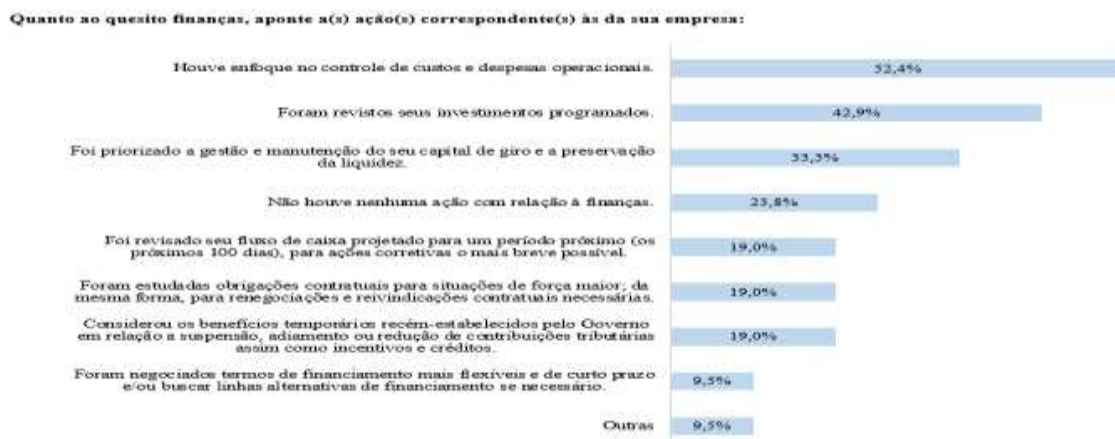 Quanto ao quesito finanças, aponte a(s) ação(s) correspondente(s) às da sua empresa:
Houve enfoque no controle de custos e despesas operacionais.
52,4%
Foram revistos seus investimentos programados.
42,9%
Foi priorizado a gestão e manutenção do seu capital de giro e a preservação
da liquidez.
33,3%
Não houve nenhuma ação com relação à finanças.
23,8%
Foi revisado seu fluxo de caixa projetado para um período próximo (os
próximos 100 dias), para ações corretivas o mais breve possível.
19,0%
Foram estudadas obrigações contratuais para situações de força maior; da
mesma forma, para renegociações e reivindicações contratuais necessárias.
19,0%
Considerou os benefícios temporários recém-estabelecidos pelo Governo
em relação a suspensão, adiamento ou redução de contribuições tributárias
assim como incentivos e créditos.
19,0%
Foram negociados termos de financiamento mais flexíveis e de curto prazo
e/ou buscar linhas alternativas de financiamento se necessário.
9,5%
Outras
9,5%